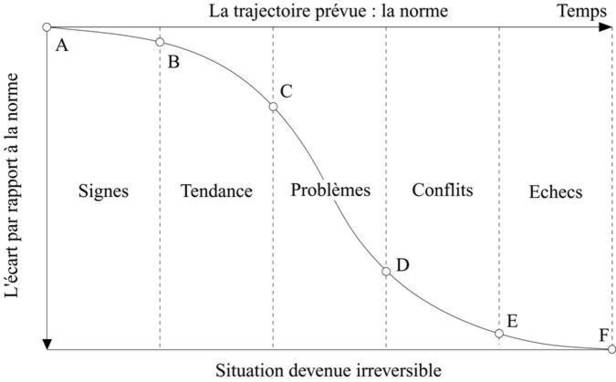 La trajectoire prévue : la norme
Temps
A
B
C
L'écart par rapport à la norme
Signes
Tendance
Problèmes
Conflits
Echecs
D
E
F
Situation devenue irreversible